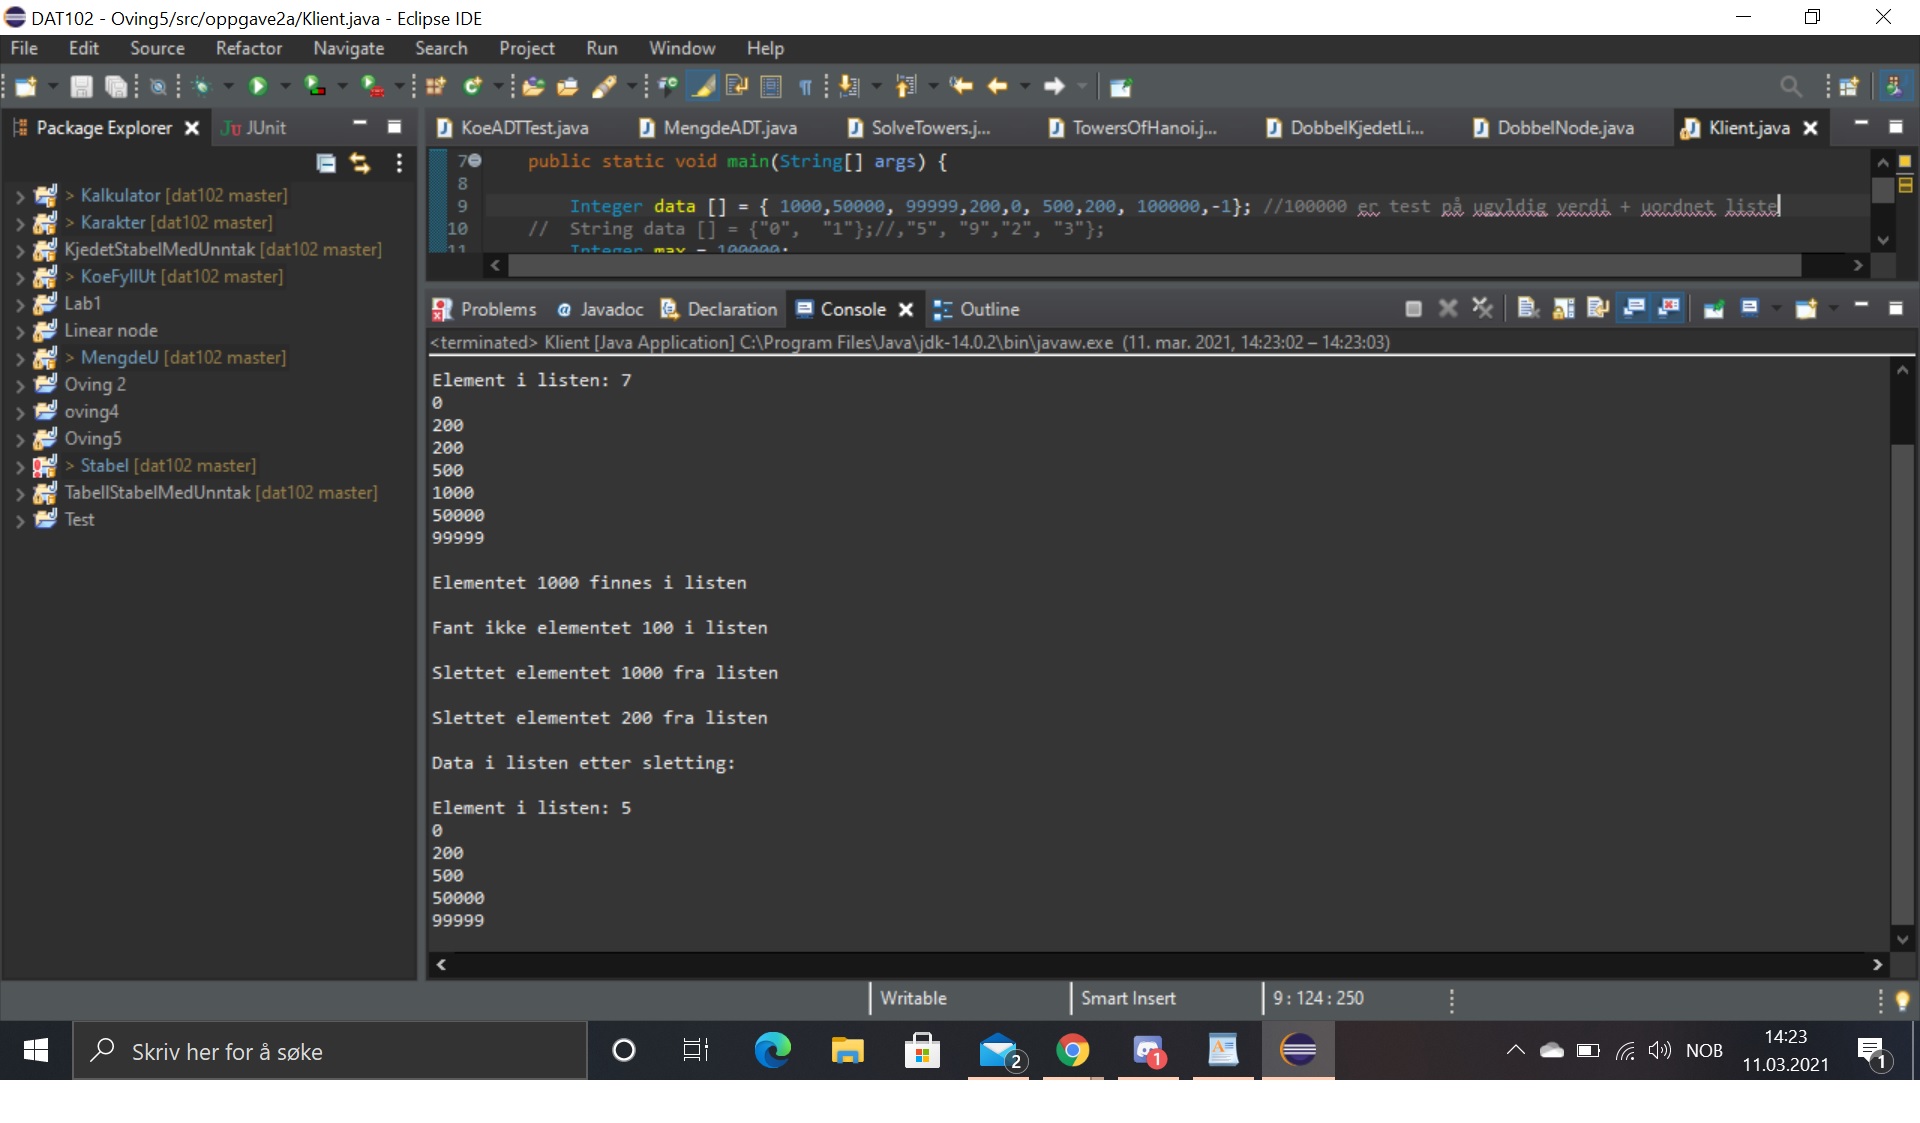 DAT102 - Oving5/src/oppgave2a/Klient.java - Eclipse IDE
File Edit Source Refactor Navigate Search Project Run Window Help
Package Explorer
JUnit
> Kalkulator [dat102 master]
> Karakter [dat102 master]
KjedetStabelMedUnntak [dat102 master]
> KoeFyllUt [dat102 master]
Lab1
Linear node
> MengdeU [dat102 master]
Oving 2
oving4
Oving5
> Stabel [dat102 master]
TabellStabelMedUnntak [dat102 master]
Test
KoeADTTest.java MengdeADT.java SolveTowers.j... TowersOfHanoi.j... DobbelKjedetLi... DobbelNode.java Klient.java
7 public static void main(String[] args) {
8
9 Integer data [] = { 1000,50000, 99999,200,0, 500,200, 100000,-1}; //100000 er test på ugyldig verdi + uordnet liste
10 // String data [] = {"0", "1"};//,"5", "9","2", "3"};
11 Integer max = 100000;
Problems Javadoc Declaration Console Outline
<terminated> Klient [Java Application] C:\Program Files\Java\jdk-14.0.2\bin\javaw.exe (11. mar. 2021, 14:23:02 – 14:23:03)
Element i listen: 7
0
200
200
500
1000
50000
99999
Elementet 1000 finnes i listen
Fant ikke elementet 100 i listen
Slettet elementet 1000 fra listen
Slettet elementet 200 fra listen
Data i listen etter sletting:
Element i listen: 5
0
200
500
50000
99999
Writable
Smart Insert
9 : 124 : 250
Skriv her for å søke
2
1
NOB
14:23
11.03.2021
1